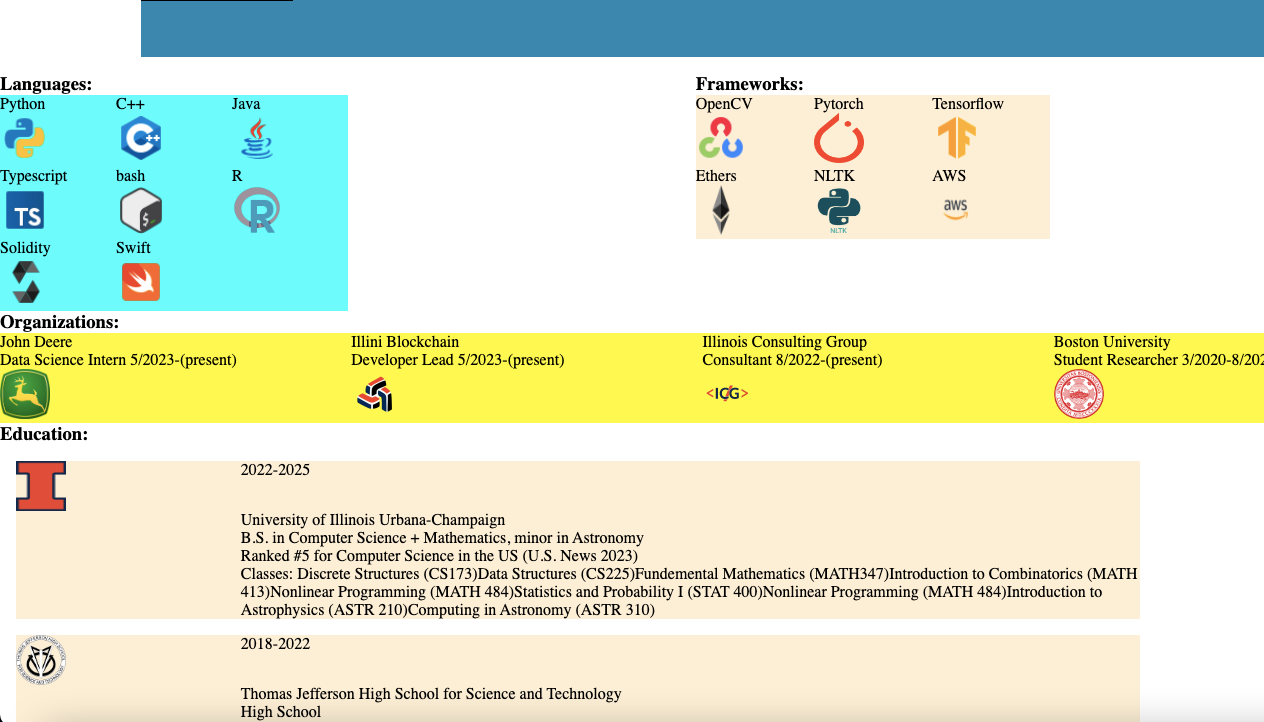 Languages:
Frameworks:
Python C++ Java
OpenCV Pytorch Tensorflow
Typescript bash R
TS
$
R
Ethers NLTK AWS
NLTK
aws
Solidity Swift
Organizations:
John Deere Illini Blockchain Illinois Consulting Group Boston University
Data Science Intern 5/2023-(present) Developer Lead 5/2023-(present) Consultant 8/2022-(present) Student Researcher 3/2020-8/202
<ICG>
Education:
2022-2025
University of Illinois Urbana-Champaign
B.S. in Computer Science + Mathematics, minor in Astronomy
Ranked #5 for Computer Science in the US (U.S. News 2023)
Classes: Discrete Structures (CS173)Data Structures (CS225)Fundemental Mathematics (MATH347)Introduction to Combinatorics (MATH
413)Nonlinear Programming (MATH 484)Statistics and Probability I (STAT 400)Nonlinear Programming (MATH 484)Introduction to
Astrophysics (ASTR 210)Computing in Astronomy (ASTR 310)
2018-2022
Thomas Jefferson High School for Science and Technology
High School